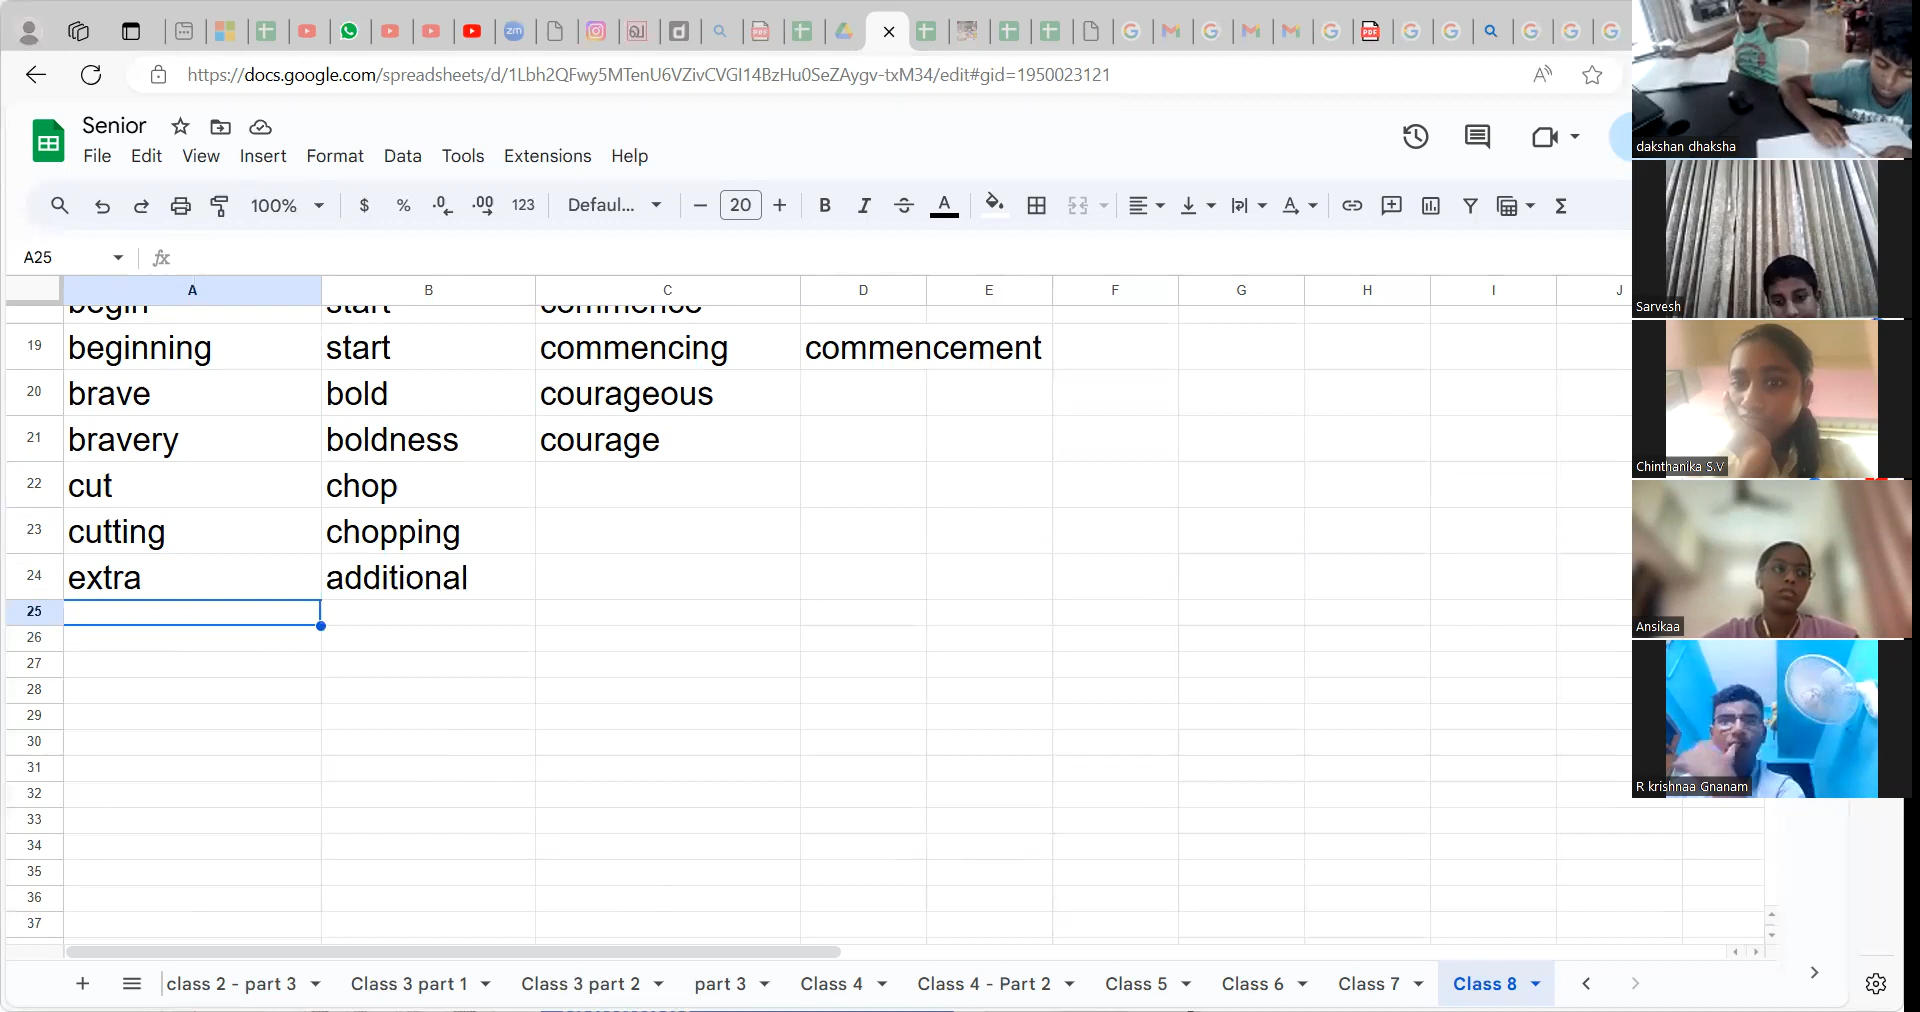 https://docs.google.com/spreadsheets/d/1Lbh2QFwy5MTenU6VZivCVGI14BzHu0SeZAygv-txM34/edit#gid=1950023121
Senior
File Edit View Insert Format Data Tools Extensions Help
100% $ % .0 .00 123 Defaul... 20 B I A
A25 fx
A B C D E F G H I J
begin start commence
19 beginning start commencing commencement
20 brave bold courageous
21 bravery boldness courage
22 cut chop
23 cutting chopping
24 extra additional
25
26
27
28
29
30
31
32
33
34
35
36
37
class 2 - part 3 Class 3 part 1 Class 3 part 2 part 3 Class 4 Class 4 - Part 2 Class 5 Class 6 Class 7 Class 8
dakshan dhaksha
Sarvesh
Chinthanika S.V
Ansikaa
R krishnaa Gnanam